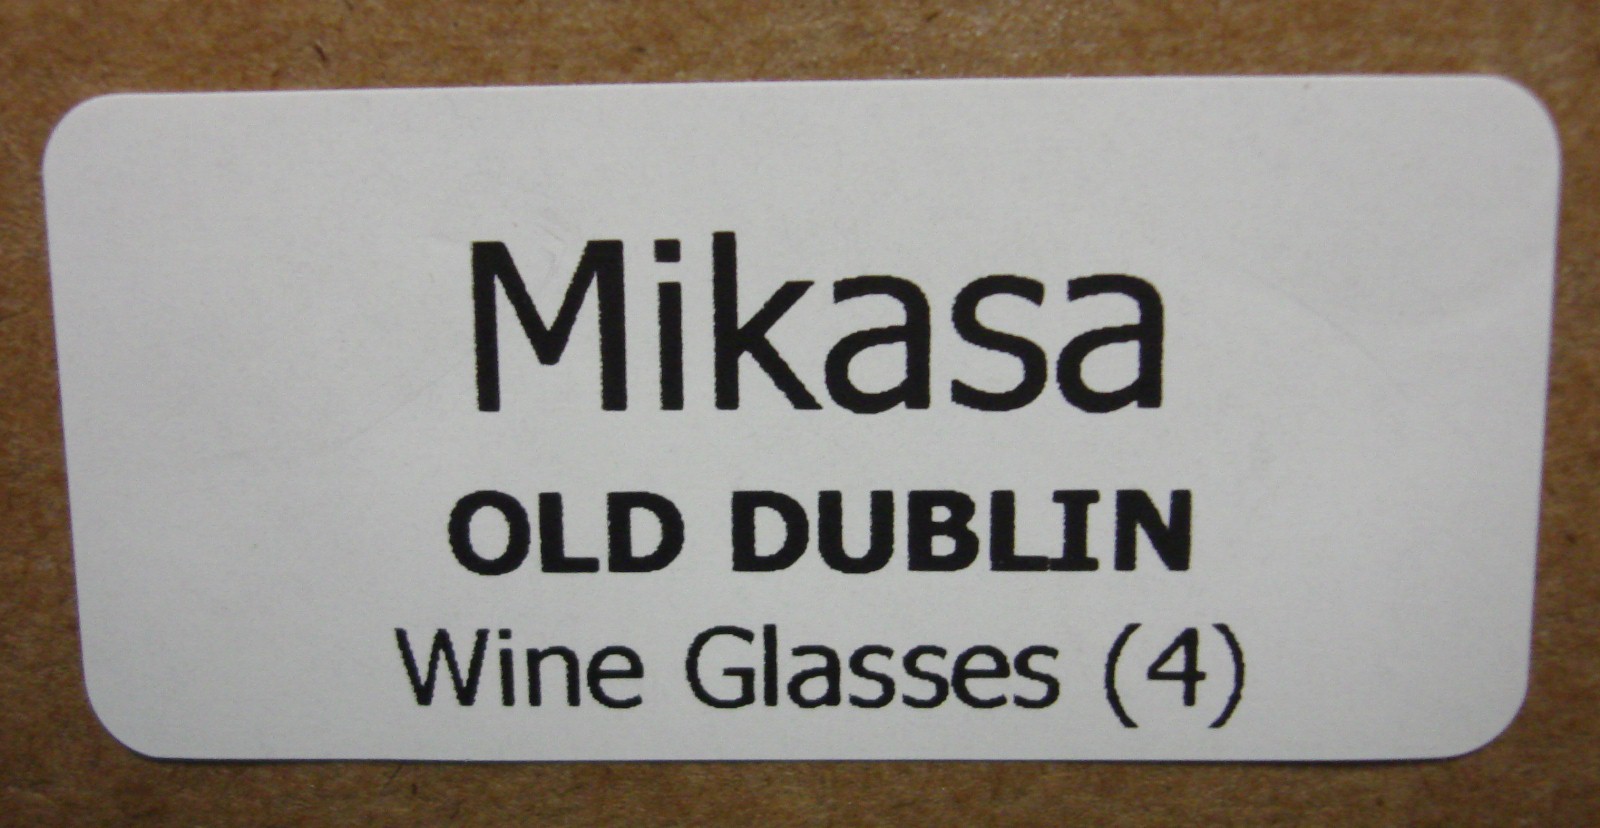 Mikasa
OLD DUBLIN
Wine Glasses (4)